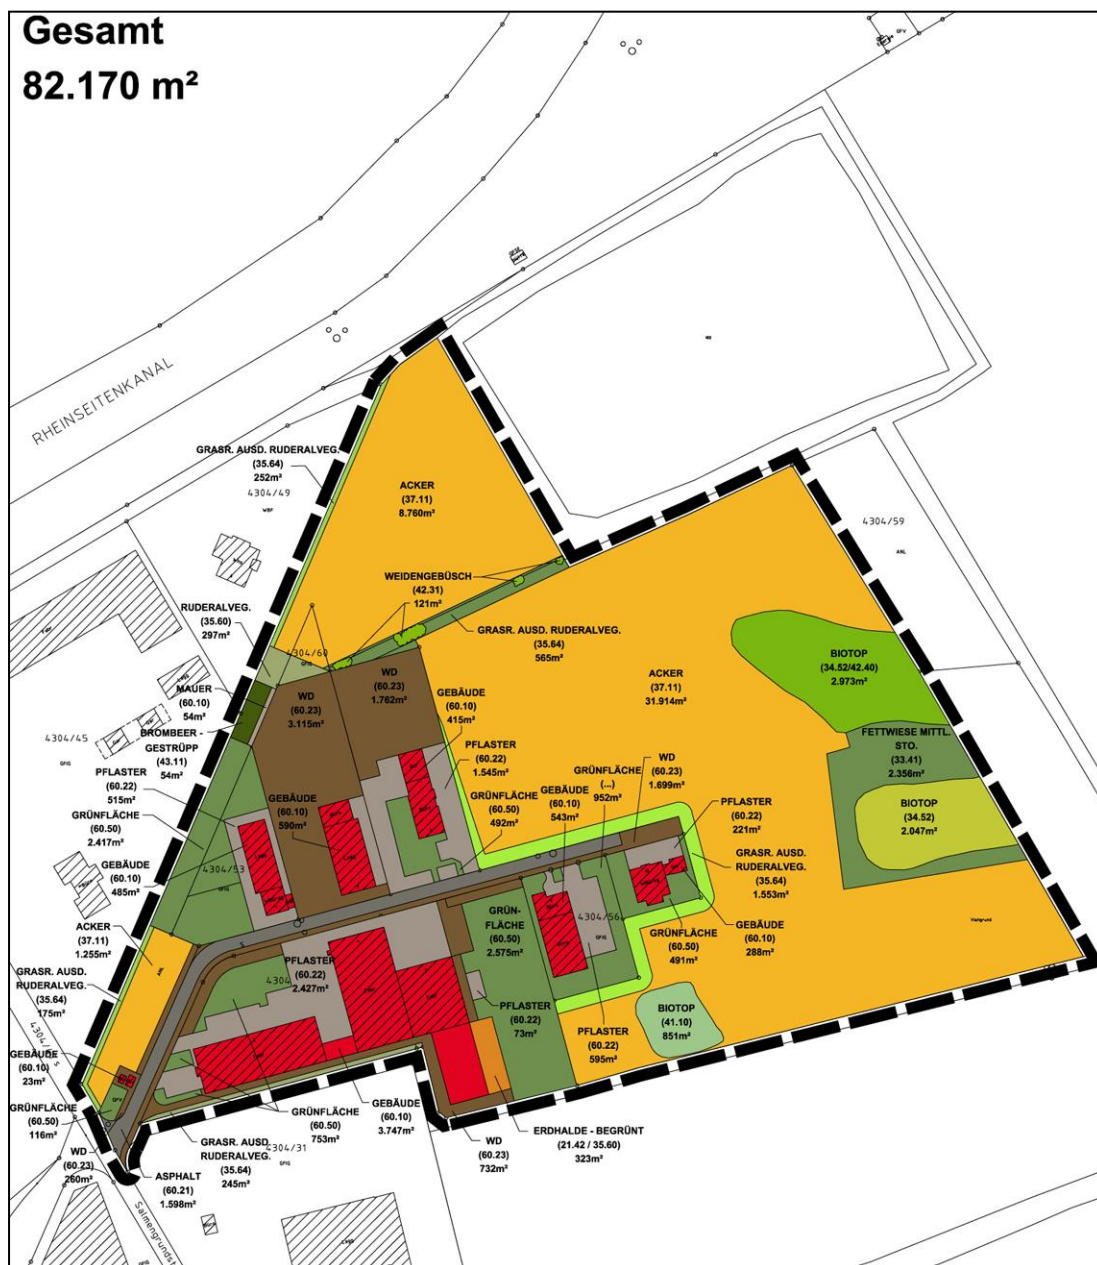 Gesamt
82.170 m²
RHEINSEITENKANAL
GRASR. AUSD. RUDERALVEG.
(35.64)
252m²
4304/49
WBF
ACKER
(37.11)
8.760m²
4304/59
WEIDENGEBÜSCH
(42.31)
121m²
RUDERALVEG.
(35.60)
297m²
GRASR. AUSD. RUDERALVEG.
(35.64)
565m²
4304/60
GFIG
BIOTOP
(34.52/42.40)
2.973m²
ACKER
(37.11)
31.914m²
WD
(60.23)
1.762m²
WD
(60.23)
3.115m²
GEBÄUDE
(60.10)
415m²
MAUER
(60.10)
54m²
4304/45
GFIG
BROMBEER -
GESTRÜPP
(43.11)
54m²
FETTWIESE MITTL.
STO.
(33.41)
2.356m²
PFLASTER
(60.22)
1.545m²
WD
(60.23)
1.699m²
PFLASTER
(60.22)
515m²
GRÜNFLÄCHE
(...)
952m²
GEBÄUDE
(60.10)
543m²
GRÜNFLÄCHE
(60.50)
492m²
GEBÄUDE
(60.10)
590m²
PFLASTER
(60.22)
221m²
BIOTOP
(34.52)
2.047m²
GRÜNFLÄCHE
(60.50)
2.417m²
GRASR. AUSD.
RUDERALVEG.
(35.64)
1.553m²
GEBÄUDE
(60.10)
485m²
4304/53
GFIG
GRÜN-
FLÄCHE
(60.50)
2.575m²
4304/56
GFIG
ACKER
(37.11)
1.255m²
GRÜNFLÄCHE
(60.50)
491m²
GEBÄUDE
(60.10)
288m²
PFLASTER
(60.22)
2.427m²
4304
GRASR. AUSD.
RUDERALVEG.
(35.64)
175m²
PFLASTER
(60.22)
73m²
PFLASTER
(60.22)
595m²
BIOTOP
(41.10)
851m²
GEBÄUDE
(60.10)
23m²
GRÜNFLÄCHE
(60.50)
116m²
GRÜNFLÄCHE
(60.50)
753m²
GEBÄUDE
(60.10)
3.747m²
WD
(60.23)
732m²
ERDHALDE - BEGRÜNT
(21.42 / 35.60)
323m²
GRASR. AUSD.
RUDERALVEG.
(35.64)
245m²
4304/31
GFIG
WD
(60.23)
260m²
ASPHALT
(60.21)
1.598m²
Salmengrundst